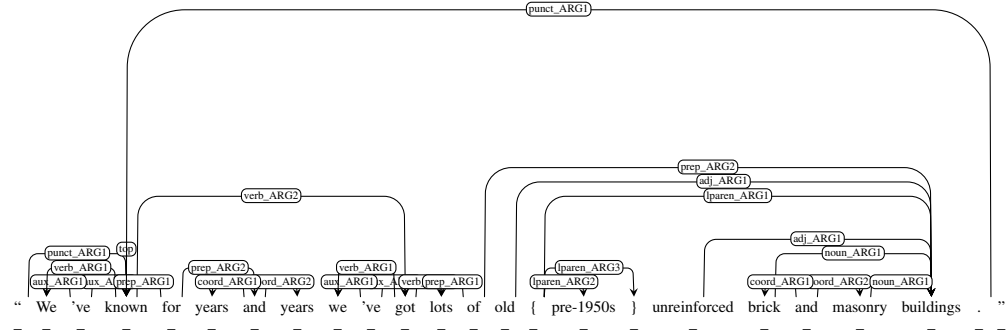 punct_ARG1
prep_ARG2
adj_ARG1
verb_ARG2 lparen_ARG1
adj_ARG1
punct_ARG1 top noun_ARG1
verb_ARG1 prep_ARG2 verb_ARG1 lparen_ARG3
aux_ARG1 prep_ARG1 coord_ARG1 prep_ARG1 lparen_ARG2 coord_ARG1 noun_ARG1
“ We ’ve known for years and years we ’ve got lots of old { pre-1950s } unreinforced brick and masonry buildings . ”